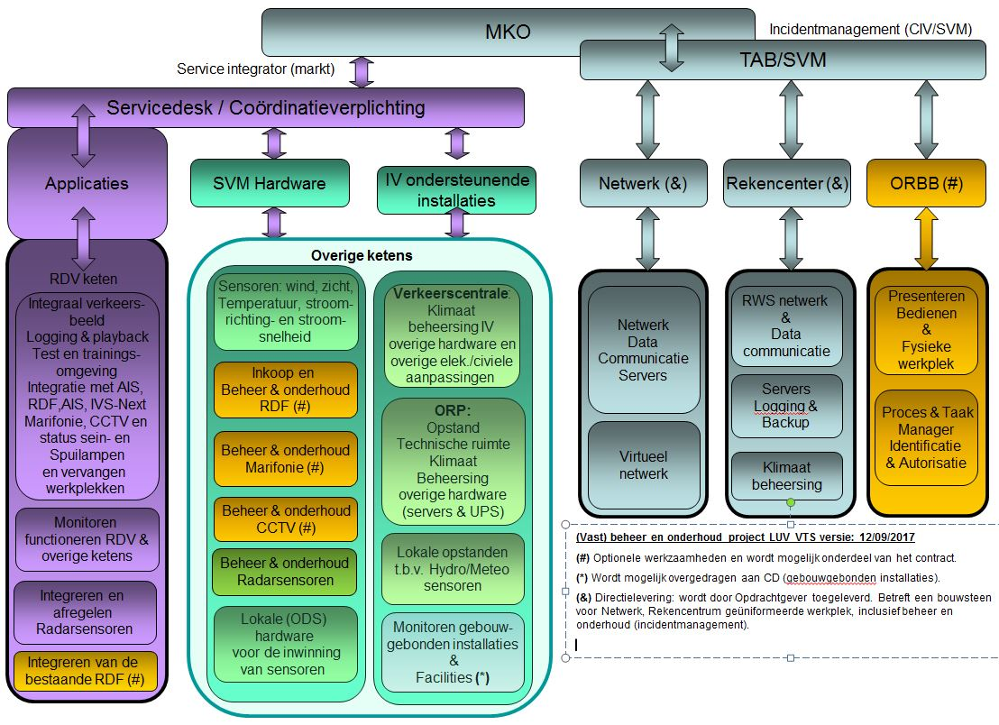 MKO
Incidentmanagement (CIV/SVM)
TAB/SVM
Service integrator (markt)
Servicedesk / Coördinatieverplichting
Applicaties
SVM Hardware
IV ondersteunende
installaties
Netwerk (&)
Rekencenter (&)
ORBB (#)
RDV keten
Integraal verkeers-
beeld
Logging & playback
Test en trainings-
omgeving
Integratie met AIS,
RDF,AIS, IVS-Next
Marifonie, CCTV en
status sein- en
Spuilampen
en vervangen
werkplekken
Monitoren
functioneren RDV &
overige ketens
Integreren en
afregelen
Radarsensoren
Integreren van de
bestaande RDF (#)
Overige ketens
Sensoren: wind, zicht,
Temperatuur, stroom-
richting- en stroom-
snelheid
Inkoop en
Beheer & onderhoud
RDF (#)
Beheer & onderhoud
Marifonie (#)
Beheer & onderhoud
CCTV (#)
Beheer & onderhoud
Radarsensoren
Lokale (ODS)
hardware
voor de inwinning
van sensoren
Verkeerscentrale:
Klimaat
beheersing IV
overige hardware en
overige elek./civiele
aanpassingen
ORP:
Opstand
Technische ruimte
Klimaat
Beheersing
overige hardware
(servers & UPS)
Lokale opstanden
t.b.v. Hydro/Meteo
sensoren
Monitoren gebouw-
gebonden installaties
&
Facilities (*)
Netwerk
Data
Communicatie
Servers
Virtueel
netwerk
RWS netwerk
&
Data
communicatie
Servers
Logging &
Backup
Klimaat
beheersing
Presenteren
Bedienen
&
Fysieke
werkplek
Proces & Taak
Manager
Identificatie
& Autorisatie
(Vast) beheer en onderhoud project LUV VTS versie: 12/09/2017
(#) Optionele werkzaamheden en wordt mogelijk onderdeel van het contract.
(*) Wordt mogelijk overgedragen aan CD (gebouwgebonden installaties).
(&) Directielevering: wordt door Opdrachtgever toegeleverd. Betreft een bouwsteen
voor Netwerk, Rekencentrum geüniformeerde werkplek, inclusief beheer en
onderhoud (incidentmanagement).